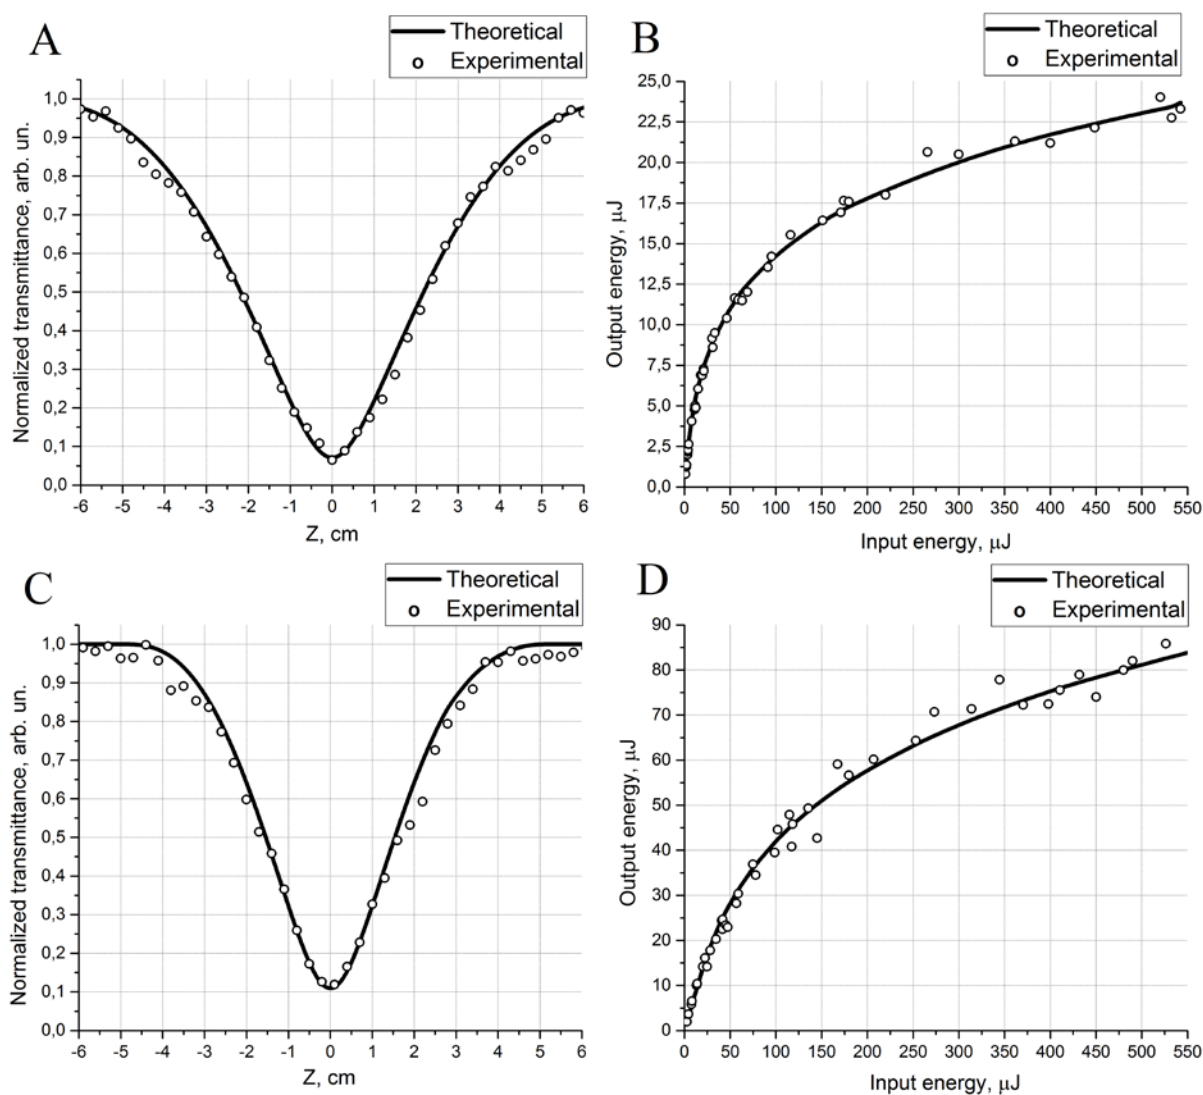 A
Theoretical
Experimental
Normalized transmittance, arb. un.
1,0
0,9
0,8
0,7
0,6
0,5
0,4
0,3
0,2
0,1
0,0
-6 -5 -4 -3 -2 -1 0 1 2 3 4 5 6
Z, cm
B
Theoretical
Experimental
Output energy, μJ
25,0
22,5
20,0
17,5
15,0
12,5
10,0
7,5
5,0
2,5
0,0
0 50 100 150 200 250 300 350 400 450 500 550
Input energy, μJ
C
Theoretical
Experimental
Normalized transmittance, arb. un.
1,0
0,9
0,8
0,7
0,6
0,5
0,4
0,3
0,2
0,1
0,0
-6 -5 -4 -3 -2 -1 0 1 2 3 4 5 6
Z, cm
D
Theoretical
Experimental
Output energy, μJ
90
80
70
60
50
40
30
20
10
0
0 50 100 150 200 250 300 350 400 450 500 550
Input energy, μJ